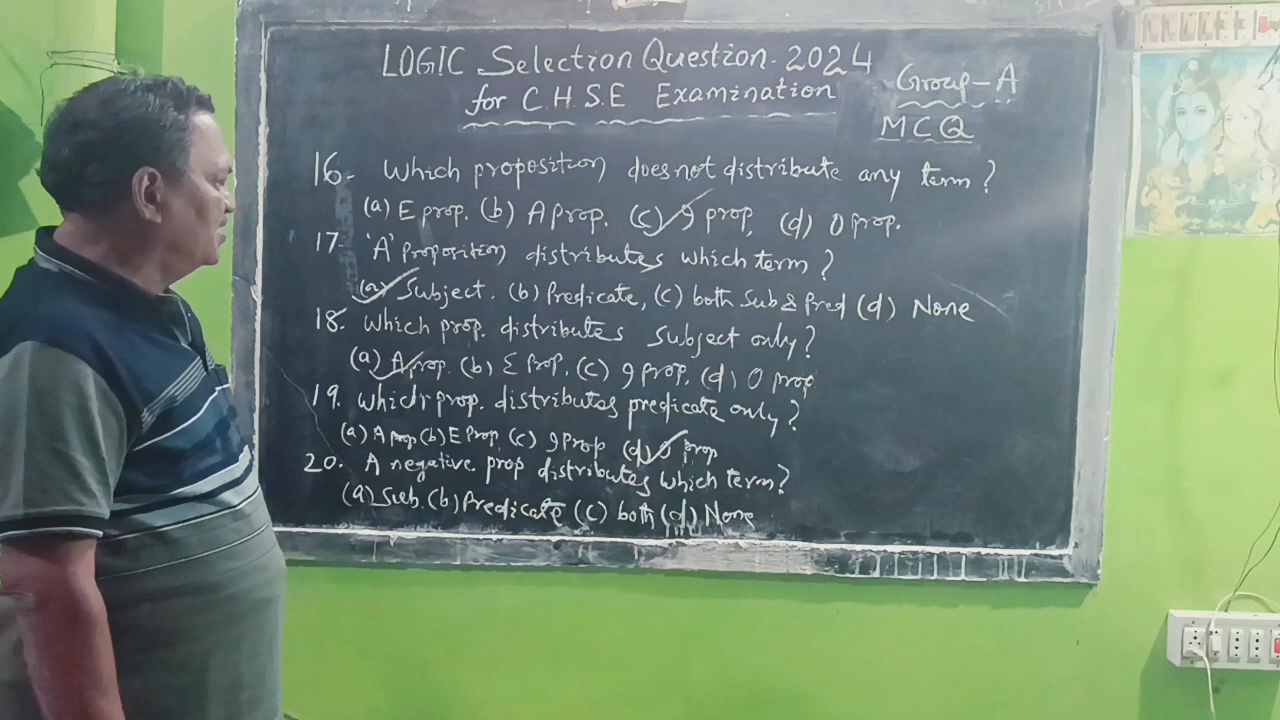 LOGIC Selection Question. 2024
for C.H.S.E Examination
Group-A
MCQ
16- Which proposition does not distribute any term?
(a) E prop. (b) A prop. (c) I prop, (d) O prop.
17- 'A' Proposition distributes which term?
(a) Subject. (b) Predicate, (c) both Sub & Pred (d) None
18. Which prop. distributes Subject only?
(a) A prop. (b) E Prop. (c) I prop, (d) O prop
19. Which prop. distributes predicate only?
(a) A prop (b) E Prop (c) I Prop (d) O prop
20. A negative prop distributes which term?
(a) Sub. (b) Predicate (c) both (d) None